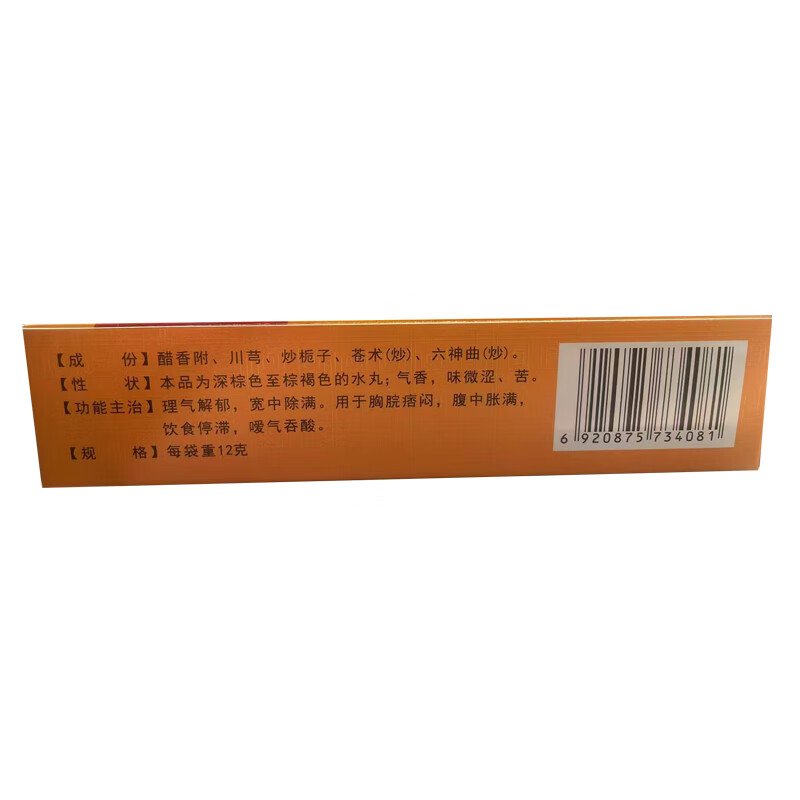 【成　份】醋香附、川芎、炒栀子、苍术(炒)、六神曲(炒)。
【性　状】本品为深棕色至棕褐色的水丸；气香，味微涩、苦。
【功能主治】理气解郁，宽中除满。用于胸脘痞闷，腹中胀满，
饮食停滞，嗳气吞酸。
【规　格】每袋重12克
6 920875 734081